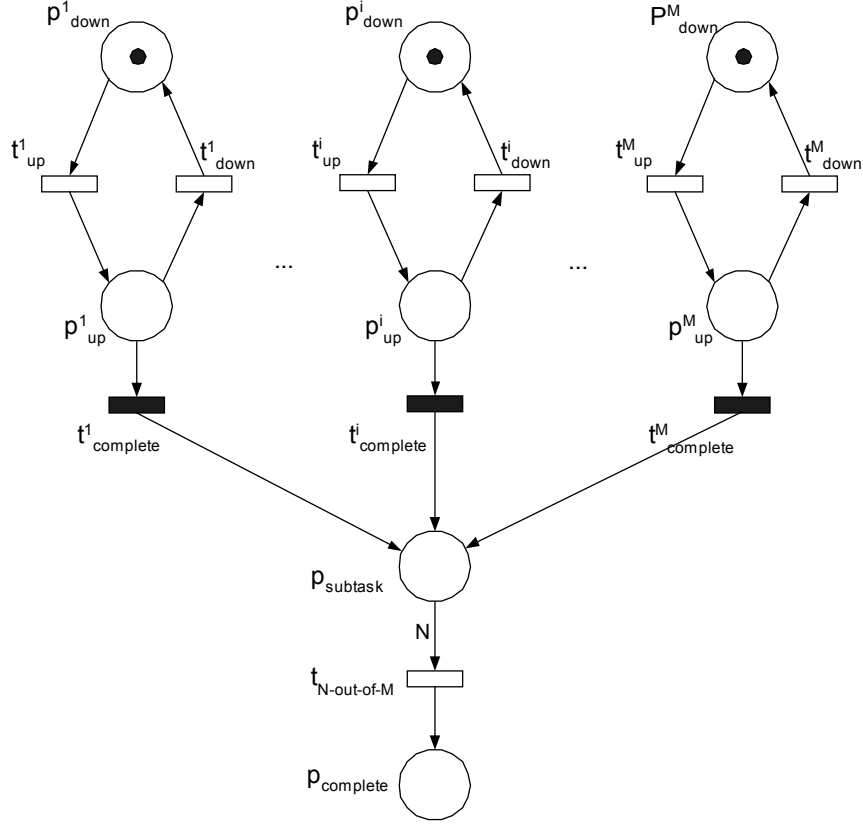 p¹down pⁱdown Pᴹdown
t¹up t¹down tⁱup tⁱdown tᴹup tᴹdown
... ...
p¹up pⁱup pᴹup
t¹complete tⁱcomplete tᴹcomplete
psubtask
N
tN-out-of-M
pcomplete